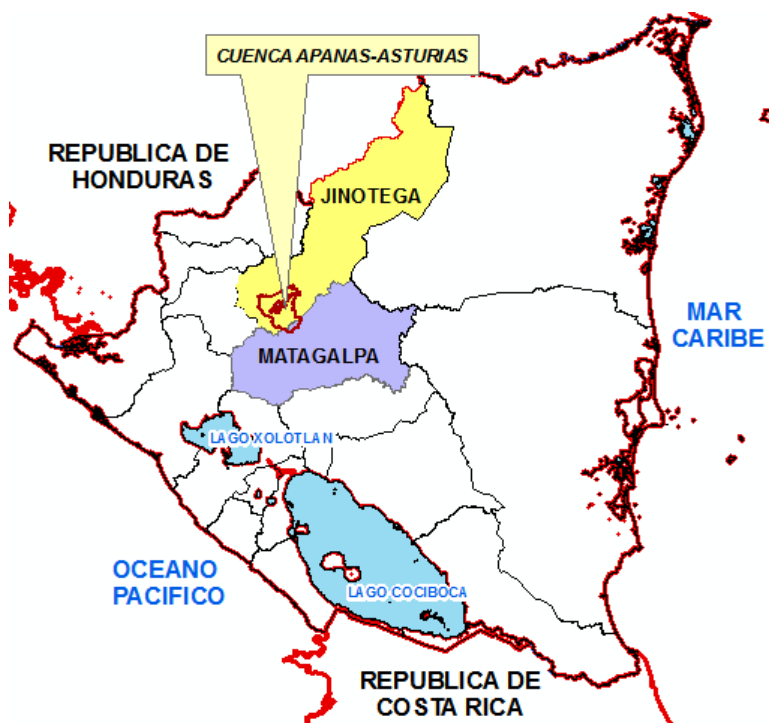 CUENCA APANAS-ASTURIAS
REPUBLICA DE
HONDURAS
JINOTEGA
MAR
CARIBE
MATAGALPA
LAGO XOLOTLAN
OCEANO
PACIFICO
LAGO COCIBOCA
REPUBLICA DE
COSTA RICA